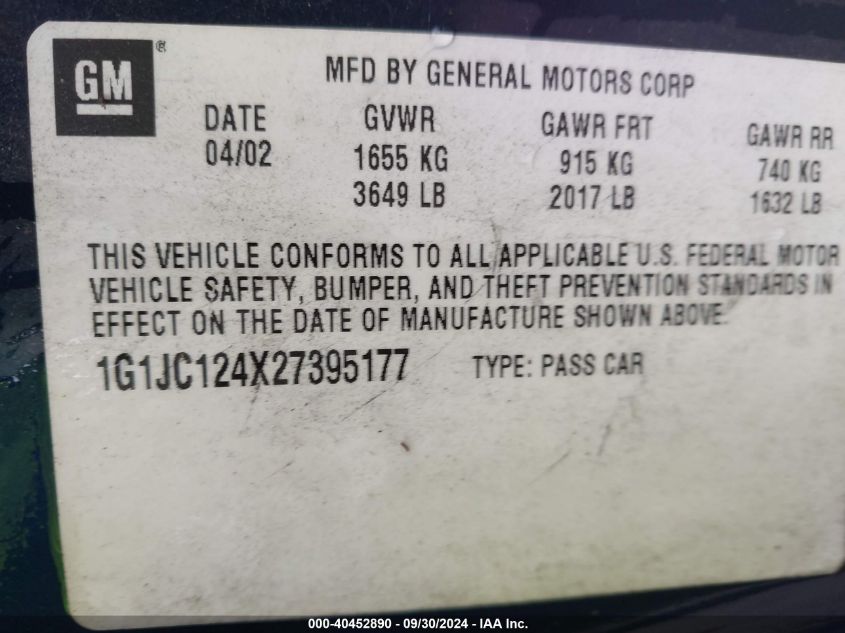 GM ®
MFD BY GENERAL MOTORS CORP
DATE GVWR GAWR FRT GAWR RR
04/02 1655 KG 915 KG 740 KG
3649 LB 2017 LB 1632 LB
THIS VEHICLE CONFORMS TO ALL APPLICABLE U.S. FEDERAL MOTOR
VEHICLE SAFETY, BUMPER, AND THEFT PREVENTION STANDARDS IN
EFFECT ON THE DATE OF MANUFACTURE SHOWN ABOVE.
1G1JC124X27395177 TYPE: PASS CAR
000-40452890 - 09/30/2024 - IAA Inc.